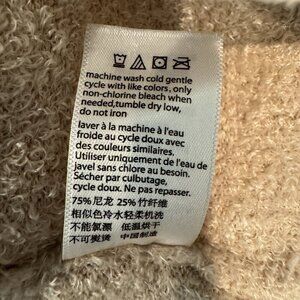 machine wash cold gentle
cycle with like colors, only
non-chlorine bleach when
needed,tumble dry low,
do not iron
laver à la machine à l'eau
froide au cycle doux avec
des couleurs similaires.
Utiliser uniquement de l'eau de
javel sans chlore au besoin.
Sécher par culbutage,
cycle doux. Ne pas repasser.
75%尼龙 25%竹纤维
相似色冷水轻柔机洗
不能氯漂 低温烘干
不可熨烫 中国制造